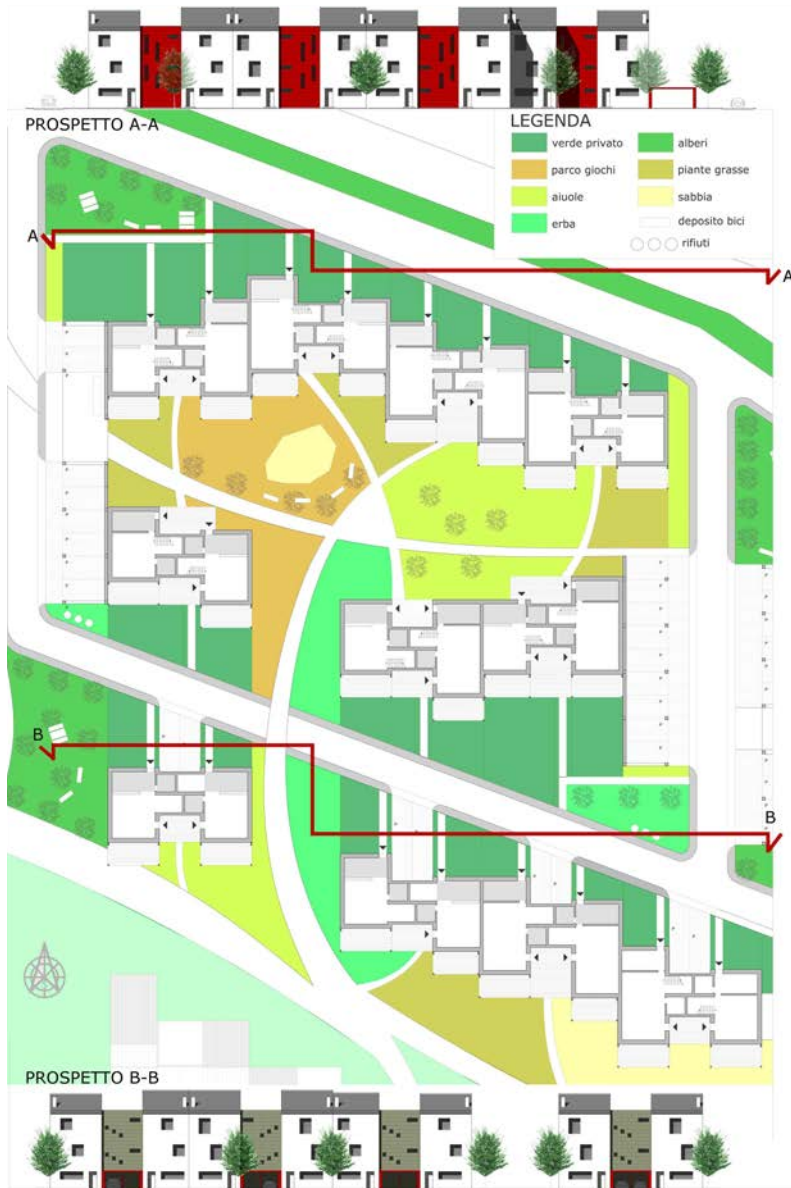 PROSPETTO A-A
LEGENDA
verde privato
alberi
parco giochi
piante grasse
aiuole
sabbia
erba
deposito bici
rifiuti
A
A
B
B
PROSPETTO B-B